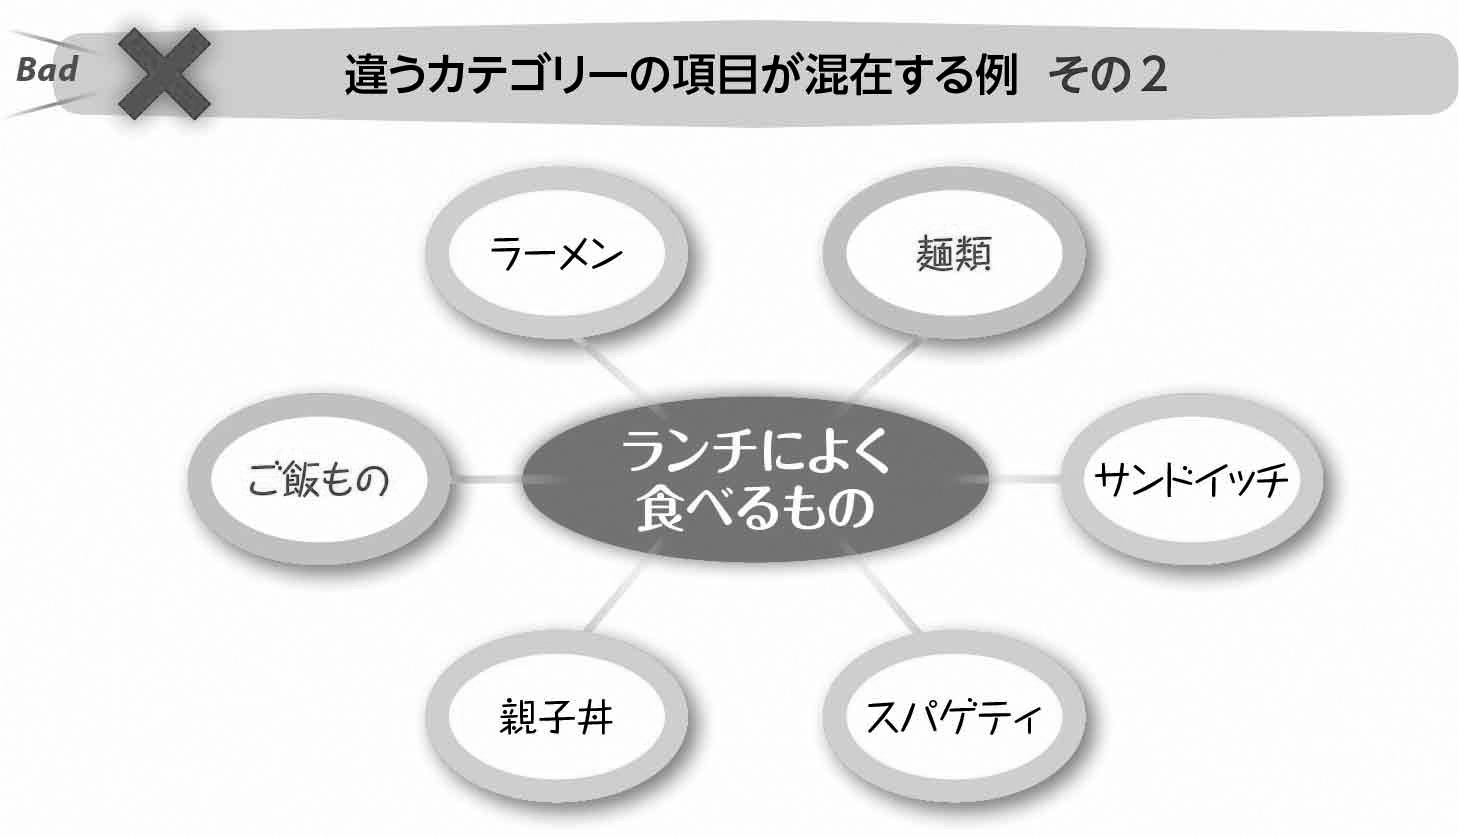 Bad
違うカテゴリーの項目が混在する例 その2
ラーメン
麺類
ご飯もの
ランチによく
食べるもの
サンドイッチ
親子丼
スパゲティ